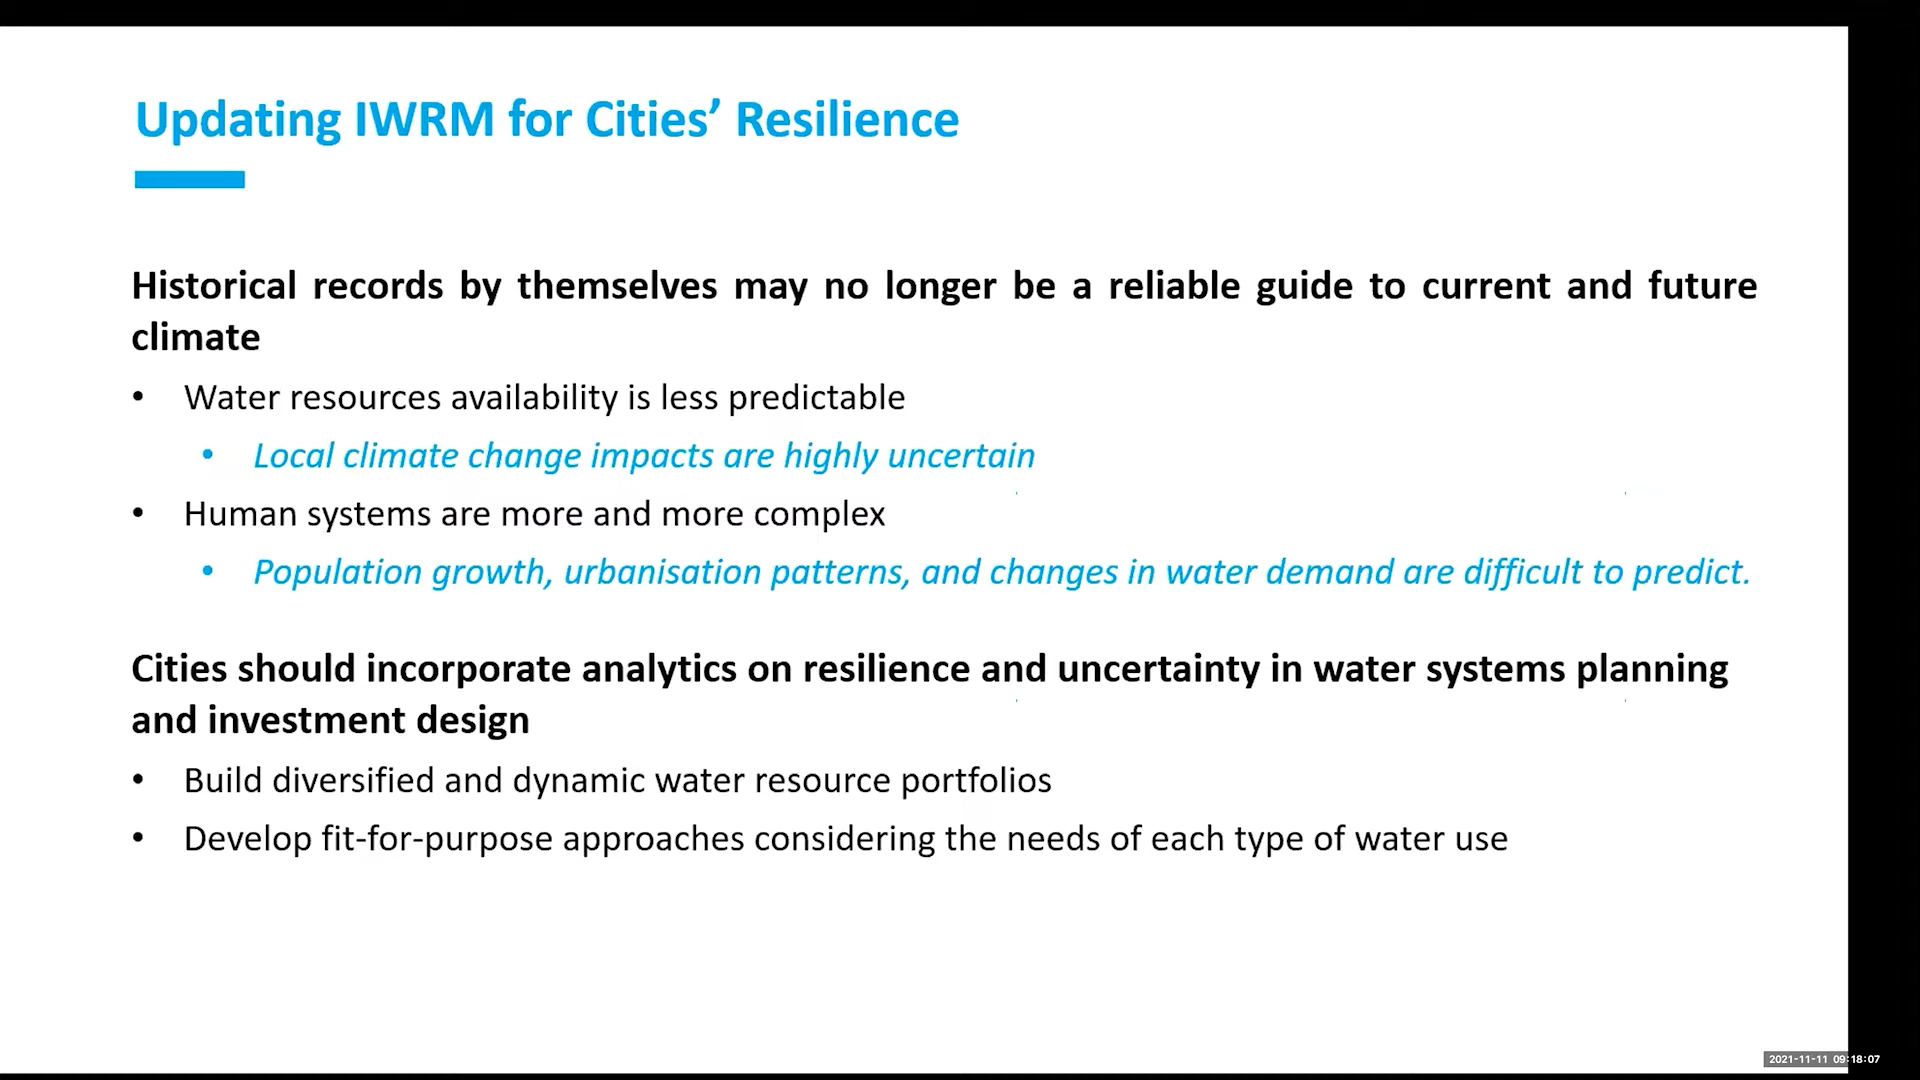 Updating IWRM for Cities’ Resilience
Historical records by themselves may no longer be a reliable guide to current and future
climate
• Water resources availability is less predictable
• Local climate change impacts are highly uncertain
• Human systems are more and more complex
• Population growth, urbanisation patterns, and changes in water demand are difficult to predict.
Cities should incorporate analytics on resilience and uncertainty in water systems planning
and investment design
• Build diversified and dynamic water resource portfolios
• Develop fit-for-purpose approaches considering the needs of each type of water use
2021-11-11 09:18:07